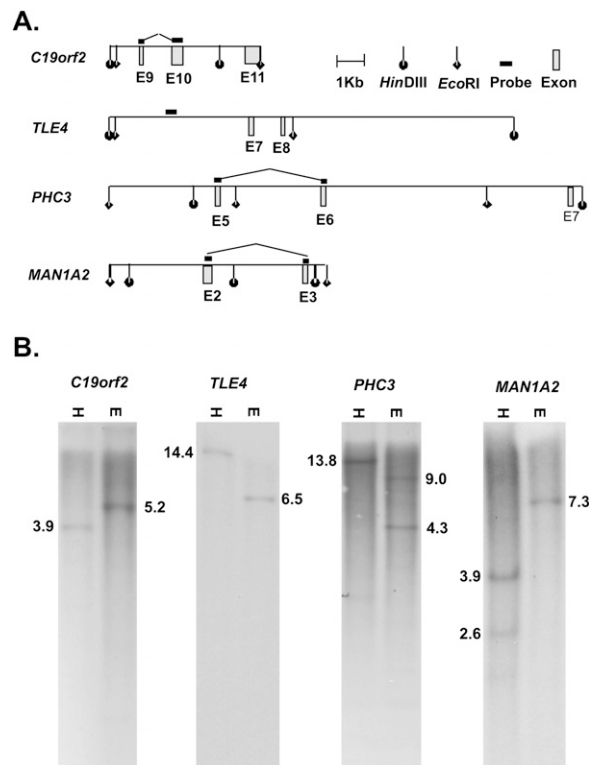 A.
C19orf2
E9 E10 E11
1Kb HinDIII EcoRI Probe Exon
TLE4
E7 E8
PHC3
E5 E6 E7
MAN1A2
E2 E3
B.
C19orf2 TLE4 PHC3 MAN1A2
H E H E H E H E
14.4 13.8
9.0
6.5 7.3
5.2
3.9 4.3
3.9
2.6